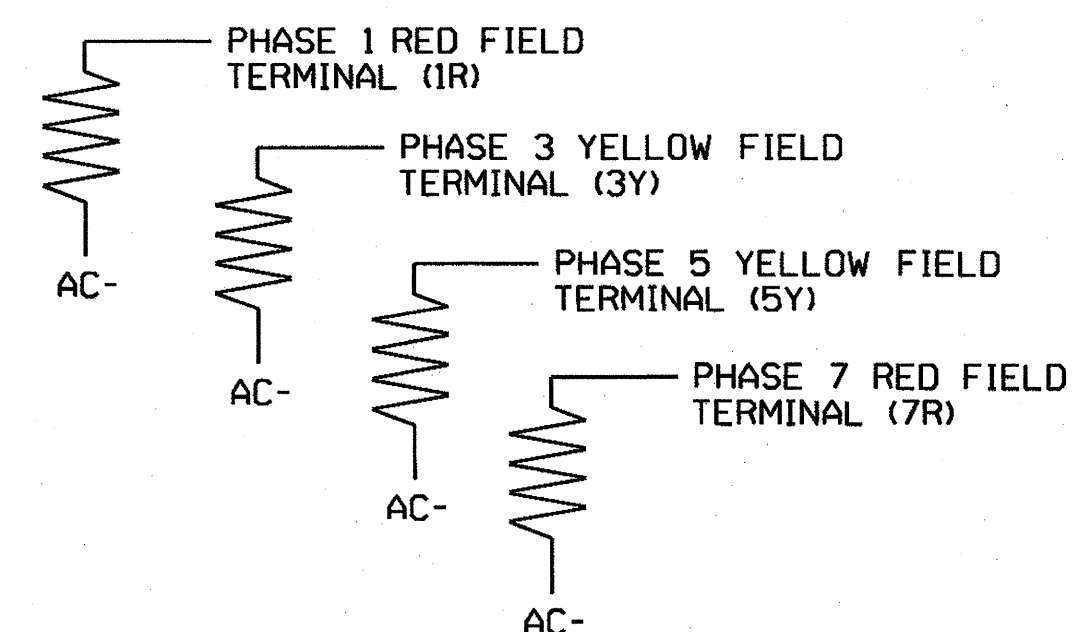 PHASE 1 RED FIELD
TERMINAL (1R)
PHASE 3 YELLOW FIELD
TERMINAL (3Y)
AC-
PHASE 5 YELLOW FIELD
TERMINAL (5Y)
AC-
PHASE 7 RED FIELD
TERMINAL (7R)
AC-
AC-